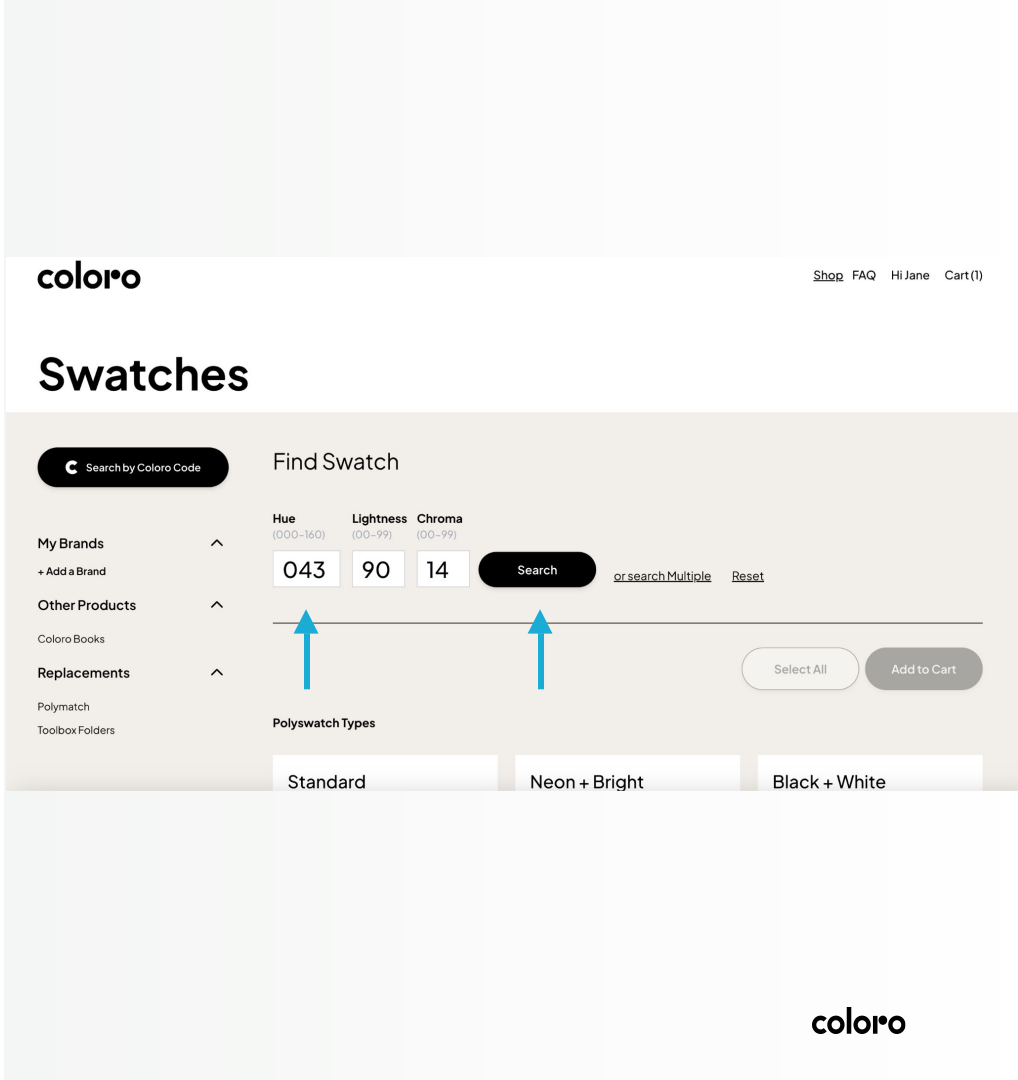 coloro
Shop FAQ Hi Jane Cart (1)
Swatches
C Search by Coloro Code
My Brands
+ Add a Brand
Other Products
Coloro Books
Replacements
Polymatch
Toolbox Folders
Find Swatch
Hue Lightness Chroma
(000-160) (00-99) (00-99)
043 90 14 Search or search Multiple Reset
Select All Add to Cart
Polyswatch Types
Standard Neon + Bright Black + White
coloro